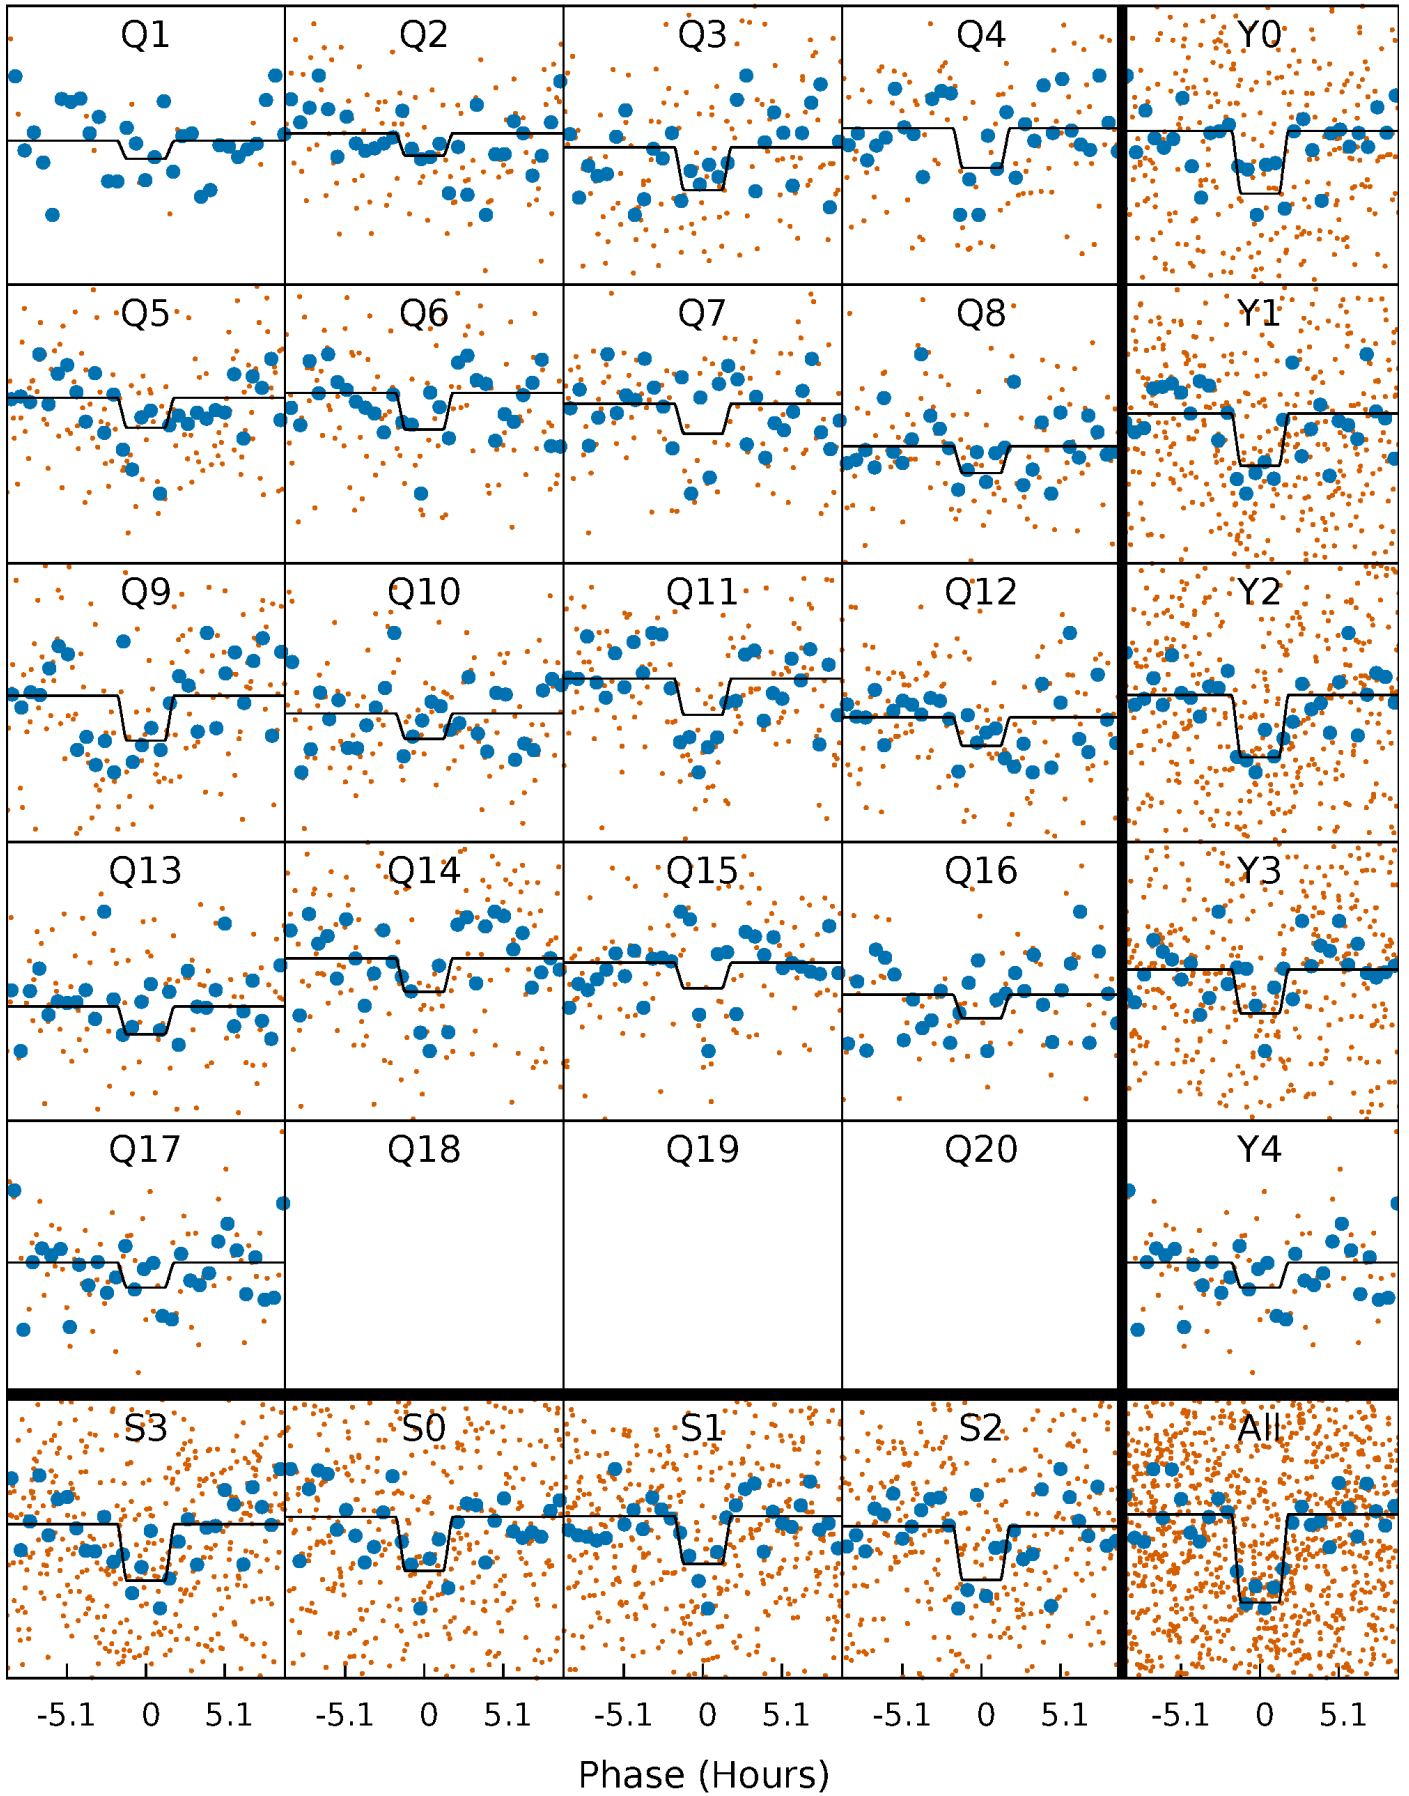 Q1 Q2 Q3 Q4 Y0
Q5 Q6 Q7 Q8 Y1
Q9 Q10 Q11 Q12 Y2
Q13 Q14 Q15 Q16 Y3
Q17 Q18 Q19 Q20 Y4
S3 S0 S1 S2 All
-5.1 0 5.1 -5.1 0 5.1 -5.1 0 5.1 -5.1 0 5.1 -5.1 0 5.1
Phase (Hours)